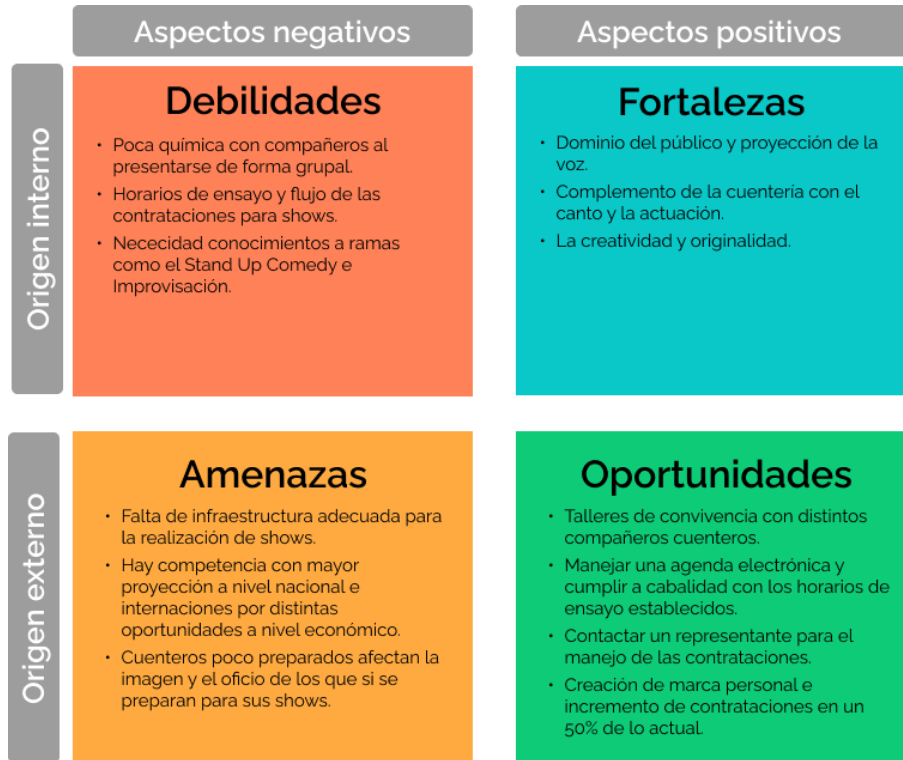 Aspectos negativos
Aspectos positivos
Origen interno
Debilidades
• Poca química con compañeros al
presentarse de forma grupal.
• Horarios de ensayo y flujo de las
contrataciones para shows.
• Nececidad conocimientos a ramas
como el Stand Up Comedy e
Improvisación.
Fortalezas
• Dominio del público y proyección de la
voz.
• Complemento de la cuentería con el
canto y la actuación.
• La creatividad y originalidad.
Origen externo
Amenazas
• Falta de infraestructura adecuada para
la realización de shows.
• Hay competencia con mayor
proyección a nivel nacional e
internaciones por distintas
oportunidades a nivel económico.
• Cuenteros poco preparados afectan la
imagen y el oficio de los que si se
preparan para sus shows.
Oportunidades
• Talleres de convivencia con distintos
compañeros cuenteros.
• Manejar una agenda electrónica y
cumplir a cabalidad con los horarios de
ensayo establecidos.
• Contactar un representante para el
manejo de las contrataciones.
• Creación de marca personal e
incremento de contrataciones en un
50% de lo actual.